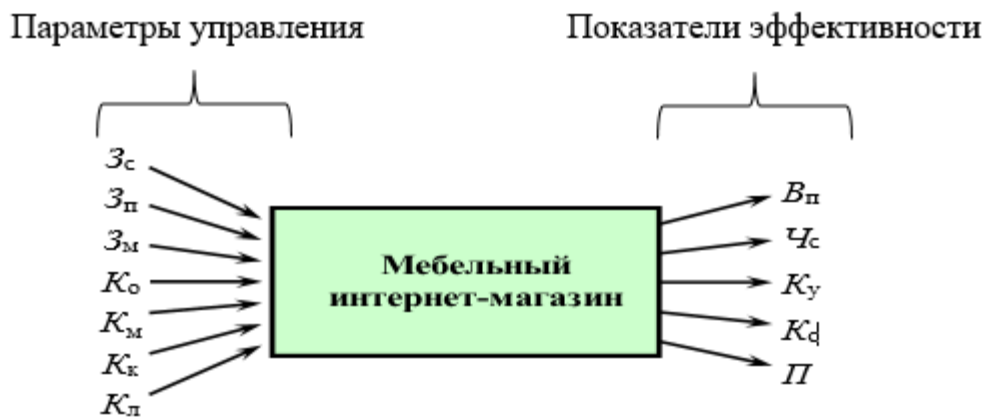 Параметры управления
Показатели эффективности
Зс
Зп
Зм
Ко
Км
Кк
Кл
Мебельный
интернет-магазин
Вп
Чс
Ку
Кс
П